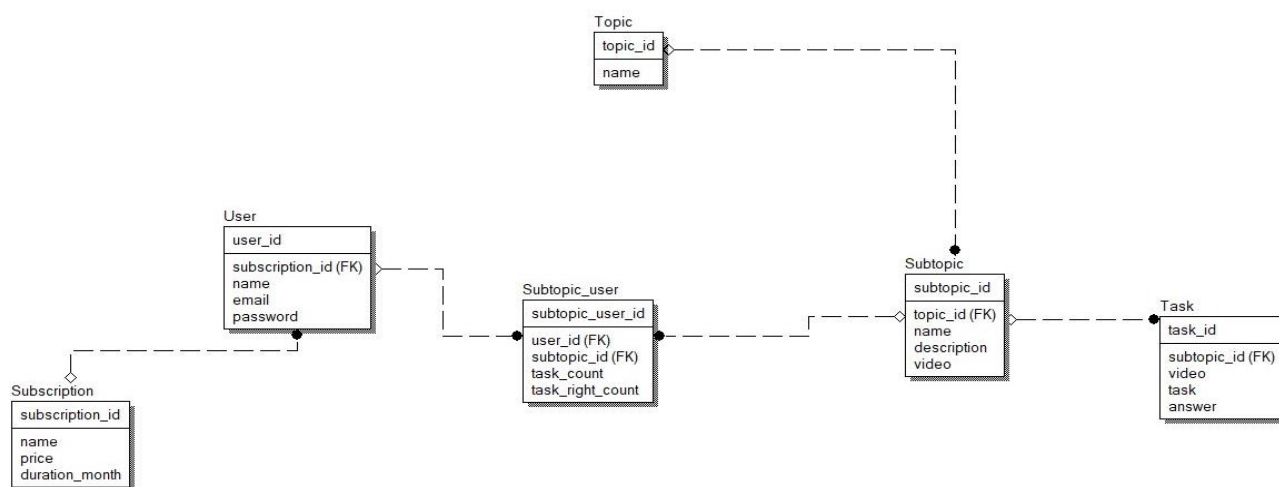 Topic
topic_id
name
User
user_id
subscription_id (FK)
name
email
password
Subtopic_user
subtopic_user_id
user_id (FK)
subtopic_id (FK)
task_count
task_right_count
Subtopic
subtopic_id
topic_id (FK)
name
description
video
Task
task_id
subtopic_id (FK)
video
task
answer
Subscription
subscription_id
name
price
duration_month